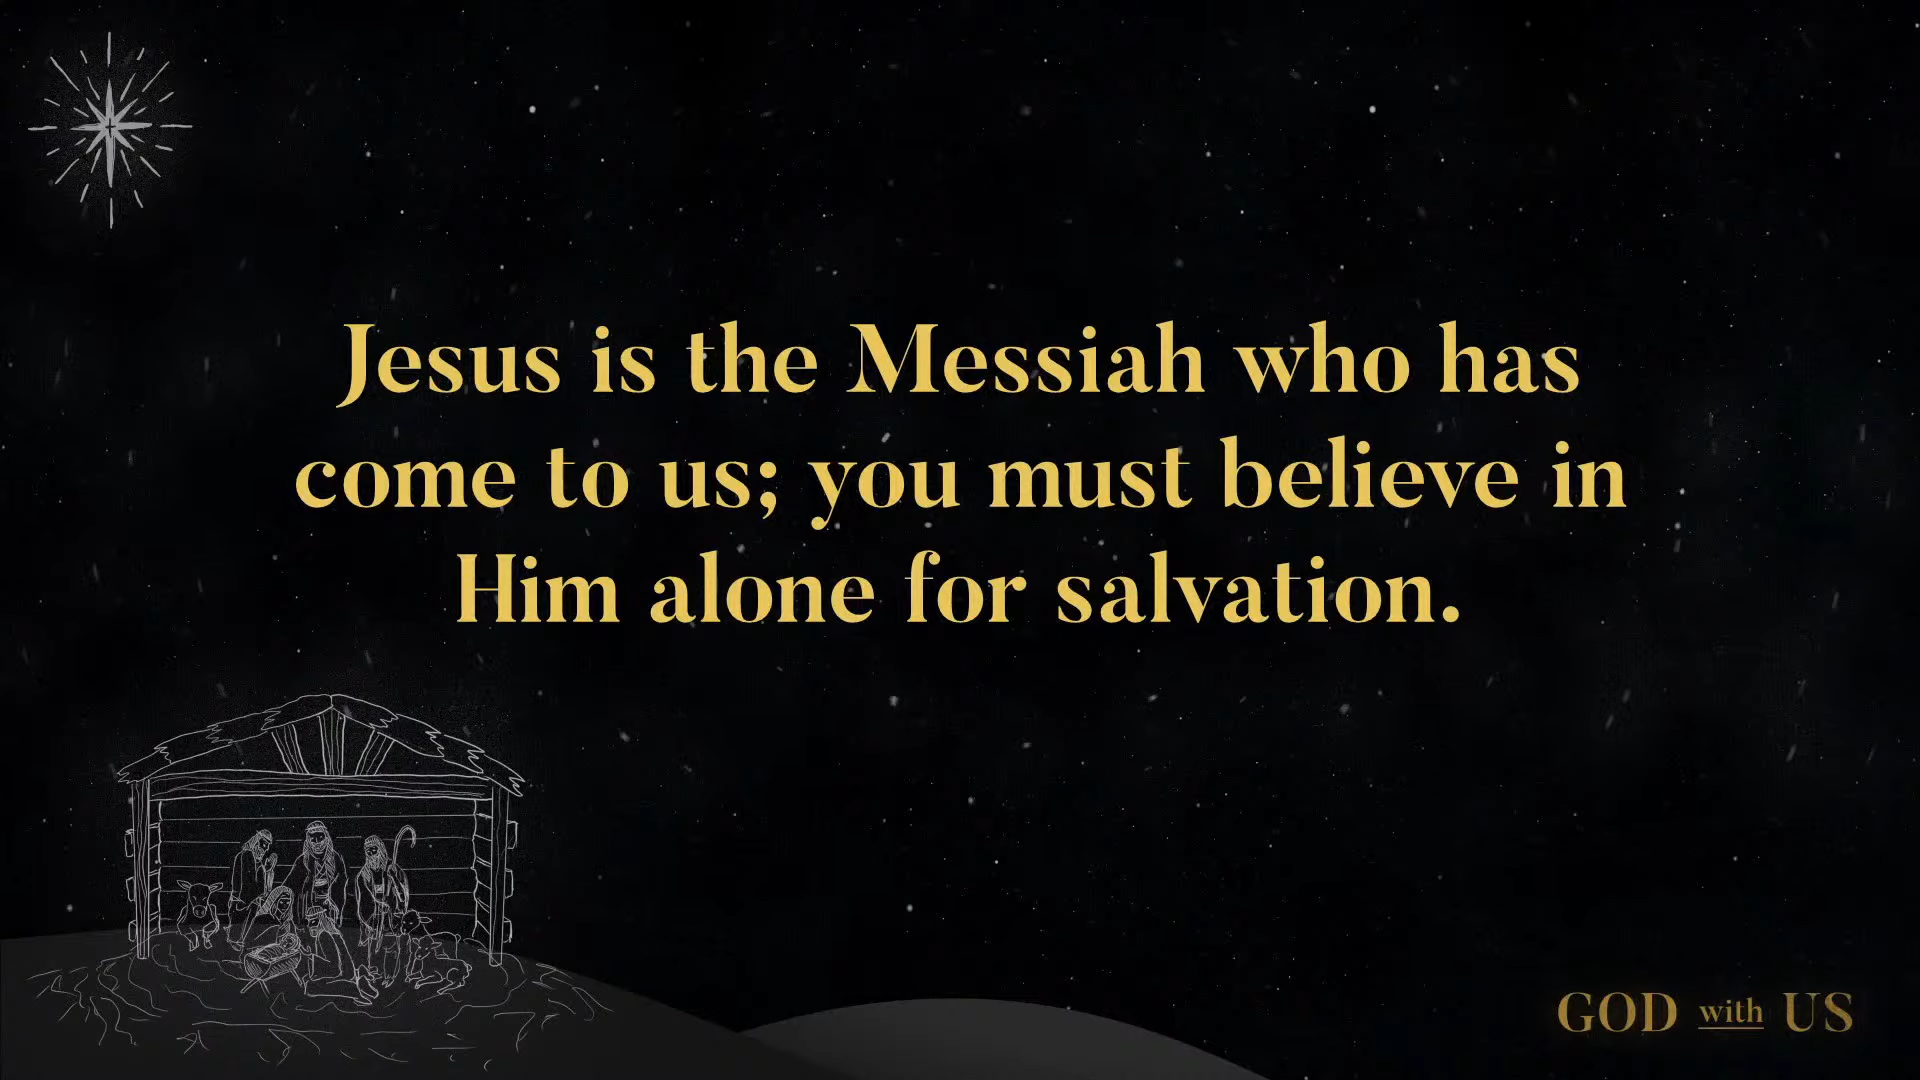 Jesus is the Messiah who has
come to us; you must believe in
Him alone for salvation.
GOD with US